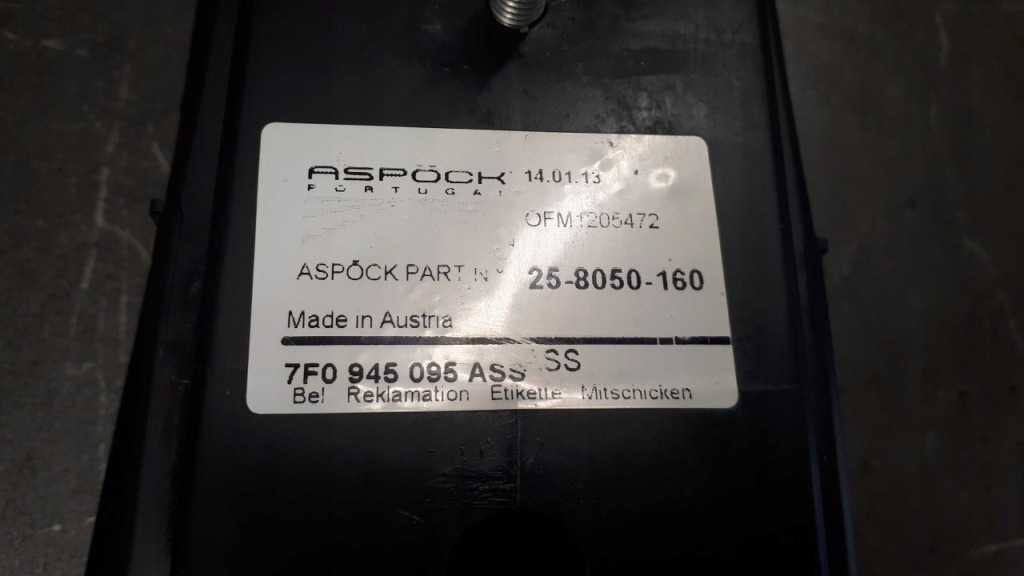 ASPÖCK 14.01.13
PORTUGAL
OFM1205472
ASPÖCK PART N° 25-8050-160
Made in Austria
7F0 945 095 ASS SS
Bei Reklamation Etikette Mitschicken